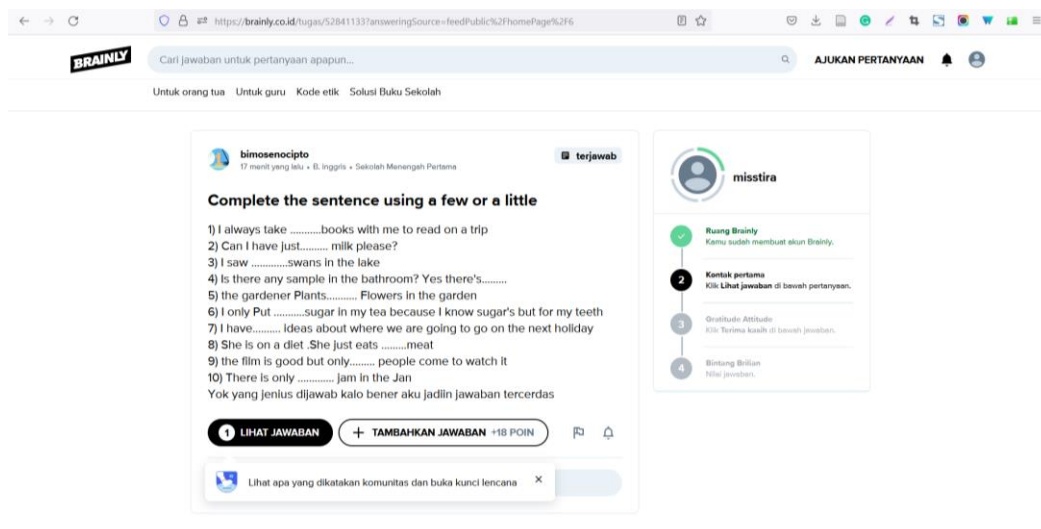 https://brainly.co.id/tugas/52841133?answeringSource=feedPublic%2FhomePage%2F6
BRAINLY
Cari jawaban untuk pertanyaan apapun...
AJUKAN PERTANYAAN
Untuk orang tua Untuk guru Kode etik Solusi Buku Sekolah
bimosenocipto
17 menit yang lalu • B. Inggris • Sekolah Menengah Pertama
terjawab
Complete the sentence using a few or a little
1) I always take ...........books with me to read on a trip
2) Can I have just.......... milk please?
3) I saw .............swans in the lake
4) Is there any sample in the bathroom? Yes there's.........
5) the gardener Plants........... Flowers in the garden
6) I only Put ...........sugar in my tea because I know sugar's but for my teeth
7) I have.......... ideas about where we are going to go on the next holiday
8) She is on a diet .She just eats .........meat
9) the film is good but only......... people come to watch it
10) There is only ............. jam in the Jan
Yok yang jenius dijawab kalo bener aku jadiin jawaban tercerdas
1 LIHAT JAWABAN
+ TAMBAHKAN JAWABAN +18 POIN
Lihat apa yang dikatakan komunitas dan buka kunci lencana ×
misstira
Ruang Brainly
Kamu sudah membuat akun Brainly.
2
Kontak pertama
Klik Lihat jawaban di bawah pertanyaan.
3
Gratitude Attitude
Klik Terima kasih di bawah jawaban.
4
Bintang Brilian
Nilai jawaban.